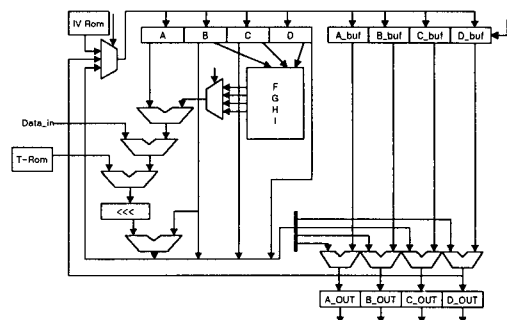 IV Rom
A B C D
A_buf B_buf C_buf D_buf
F
G
H
I
Data_in
T-Rom
<<<
A_OUT B_OUT C_OUT D_OUT